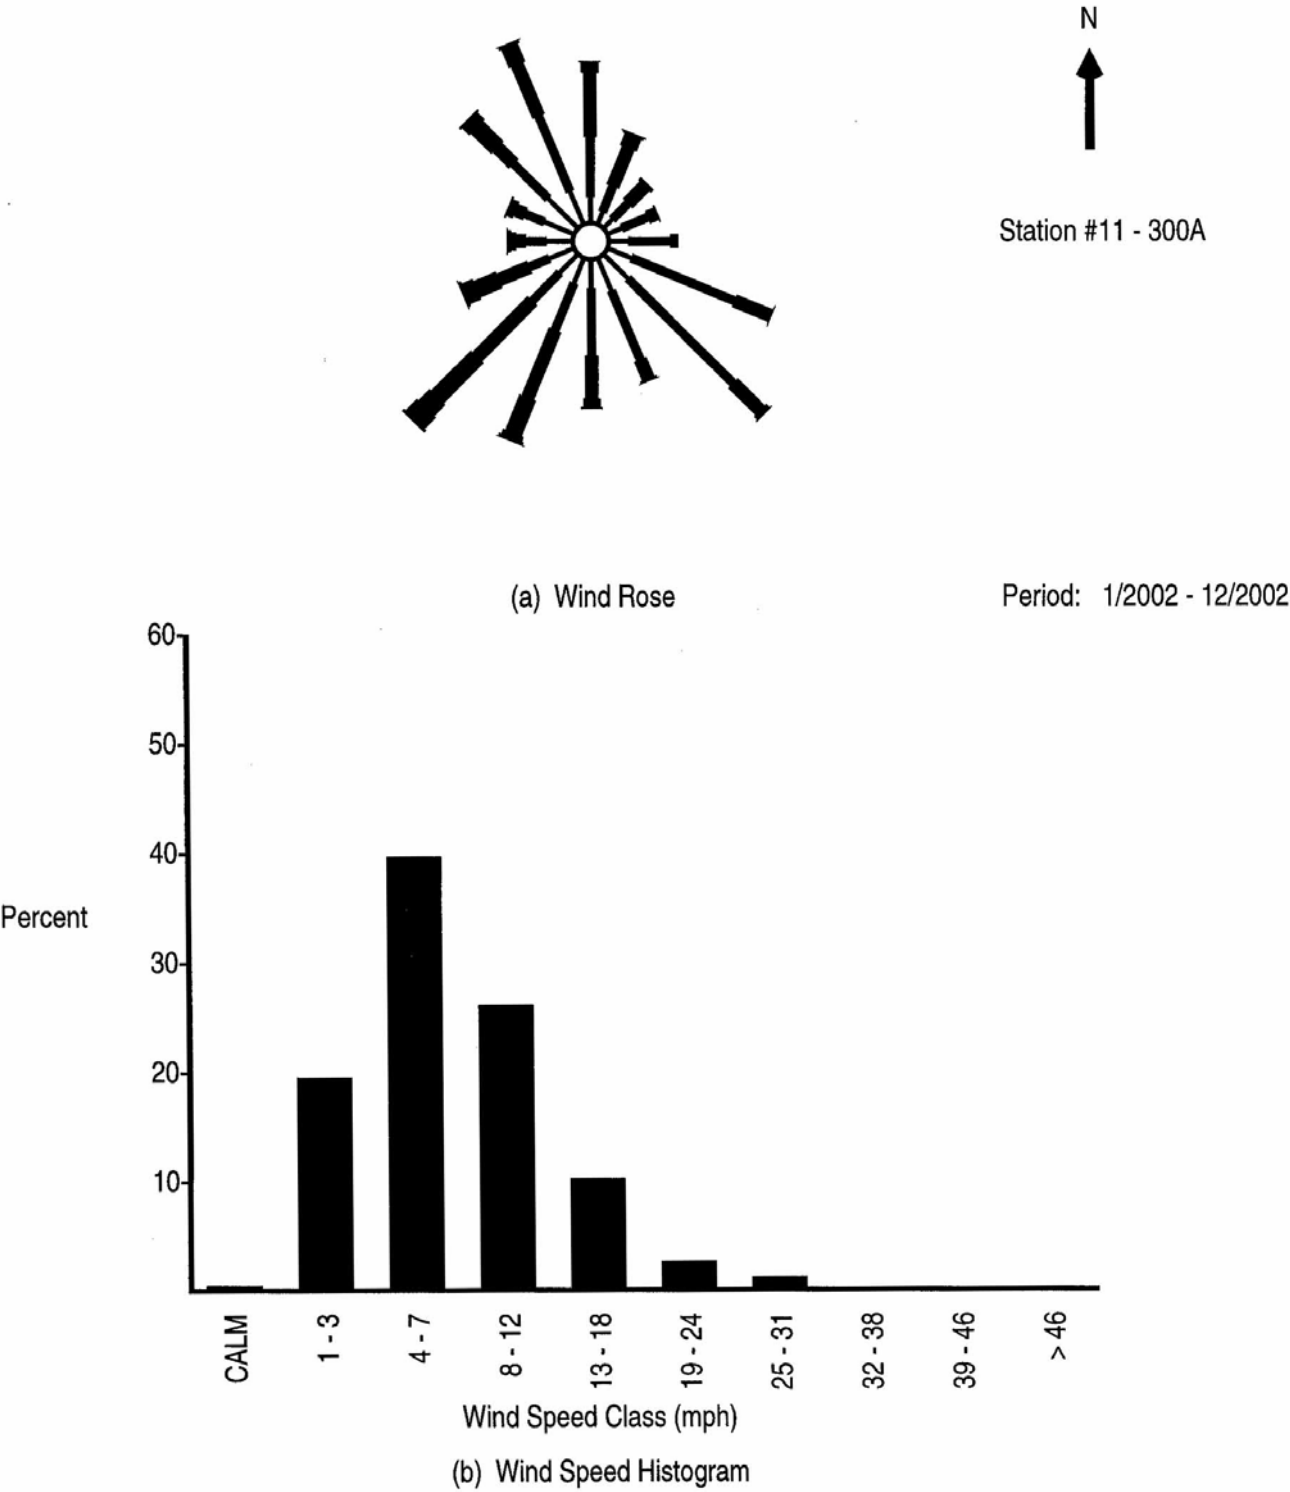 N
Station #11 - 300A
(a) Wind Rose
Period: 1/2002 - 12/2002
60
50
40
Percent
30
20
10
CALM
1 - 3
4 - 7
8 - 12
13 - 18
19 - 24
25 - 31
32 - 38
39 - 46
> 46
Wind Speed Class (mph)
(b) Wind Speed Histogram